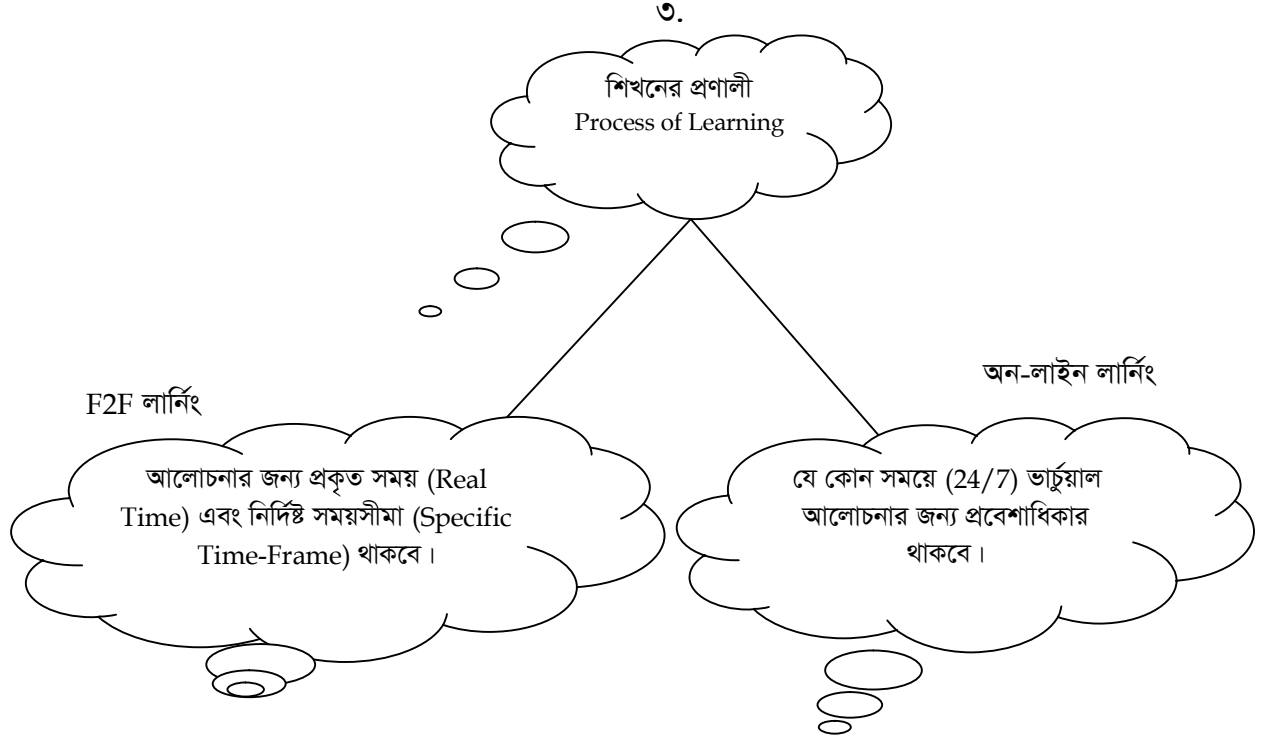 ৩.
শিখনের প্রণালী
Process of Learning
F2F লার্নিং
আলোচনার জন্য প্রকৃত সময় (Real
Time) এবং নির্দিষ্ট সময়সীমা (Specific
Time-Frame) থাকবে।
অন-লাইন লার্নিং
যে কোন সময়ে (24/7) ভার্চুয়াল
আলোচনার জন্য প্রবেশাধিকার
থাকবে।